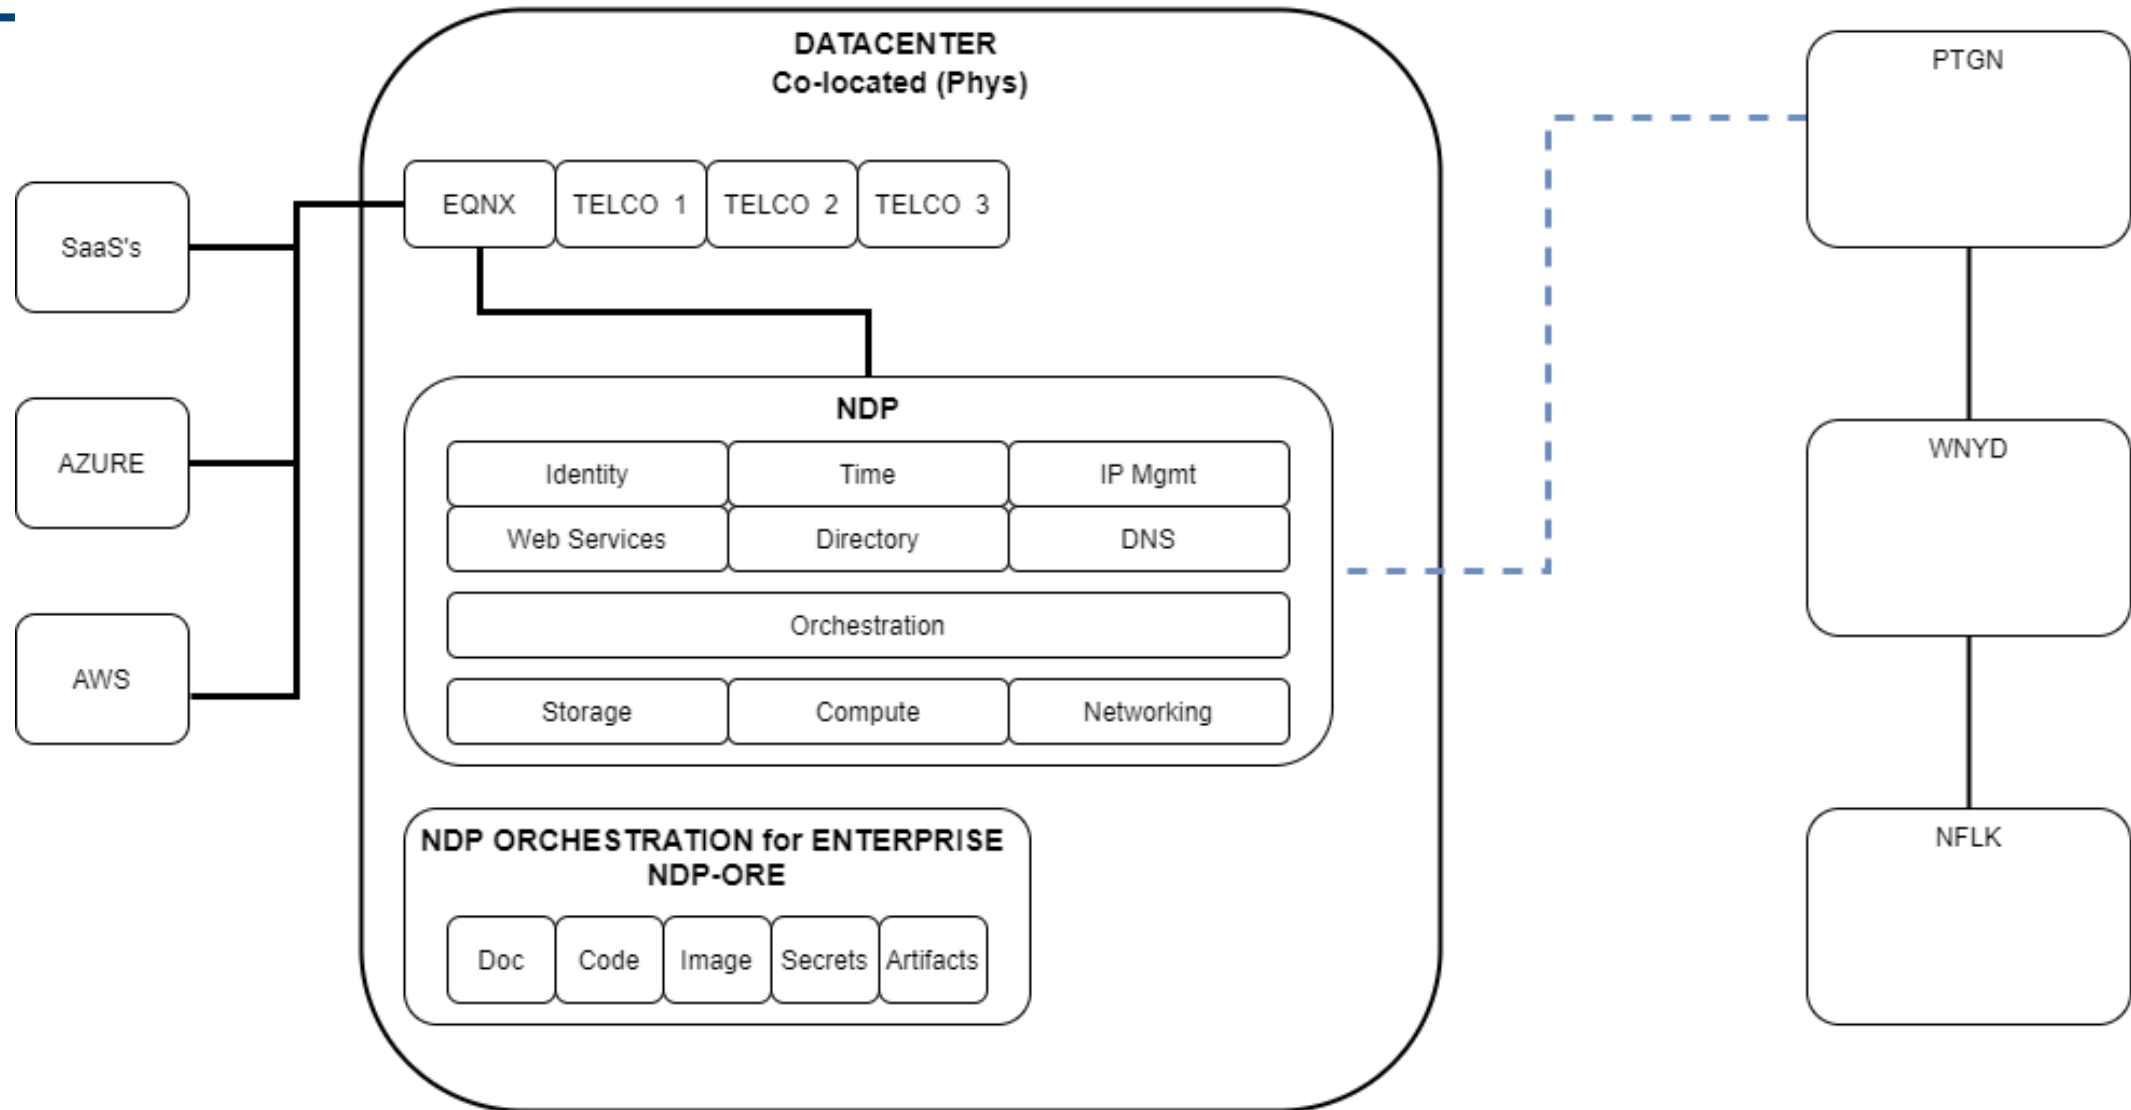 DATACENTER
Co-located (Phys)
EQNX
TELCO 1
TELCO 2
TELCO 3
SaaS's
AZURE
AWS
NDP
Identity
Time
IP Mgmt
Web Services
Directory
DNS
Orchestration
Storage
Compute
Networking
NDP ORCHESTRATION for ENTERPRISE
NDP-ORE
Doc
Code
Image
Secrets
Artifacts
PTGN
WNYD
NFLK